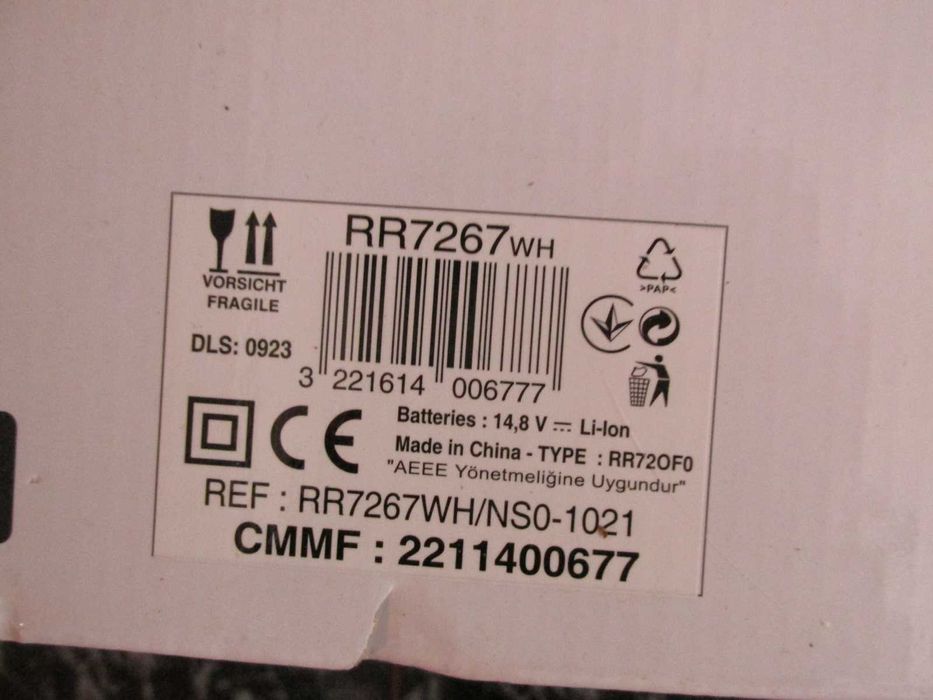 RR7267WH
VORSICHT
FRAGILE
>PAP<
DLS: 0923
3 221614 006777
CE
Batteries : 14,8 V ⎓ Li-Ion
Made in China - TYPE : RR72OF0
"AEEE Yönetmeliğine Uygundur"
REF : RR7267WH/NS0-1021
CMMF : 2211400677